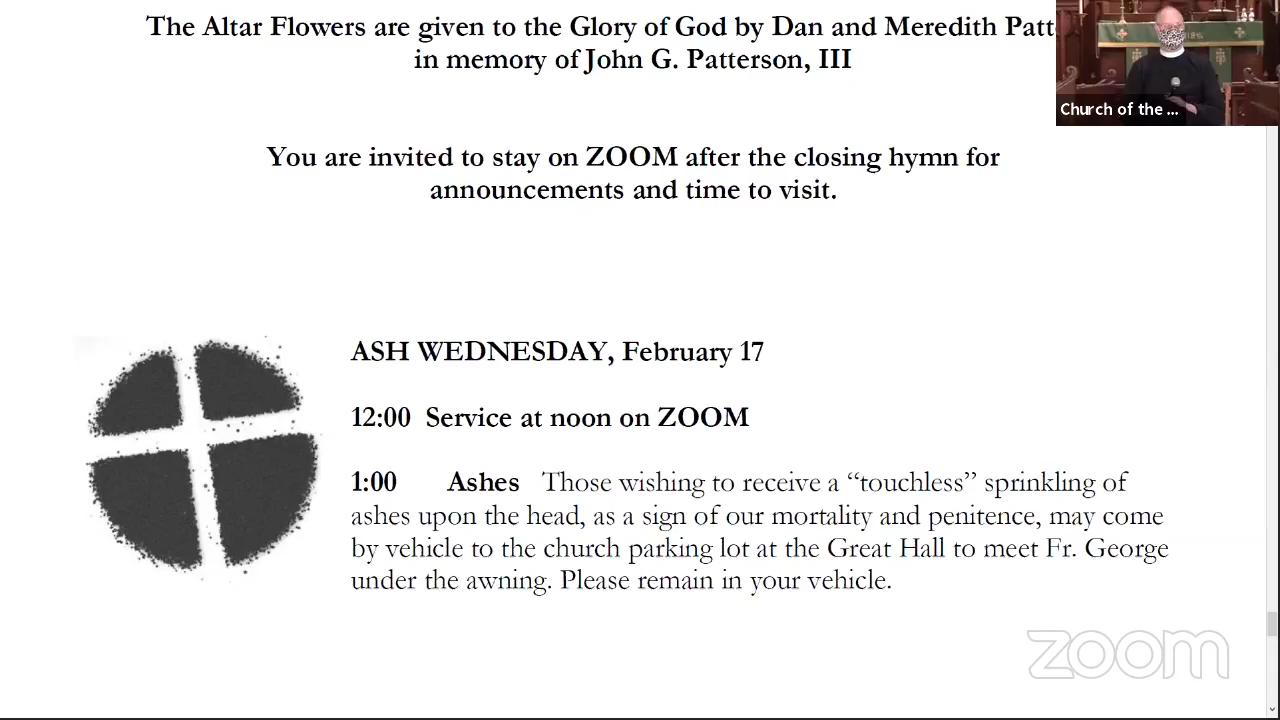 The Altar Flowers are given to the Glory of God by Dan and Meredith
in memory of John G. Patterson, III
Church of the ...
You are invited to stay on ZOOM after the closing hymn for
announcements and time to visit.
ASH WEDNESDAY, February 17
12:00 Service at noon on ZOOM
1:00 Ashes Those wishing to receive a “touchless” sprinkling of
ashes upon the head, as a sign of our mortality and penitence, may come
by vehicle to the church parking lot at the Great Hall to meet Fr. George
under the awning. Please remain in your vehicle.
zoom